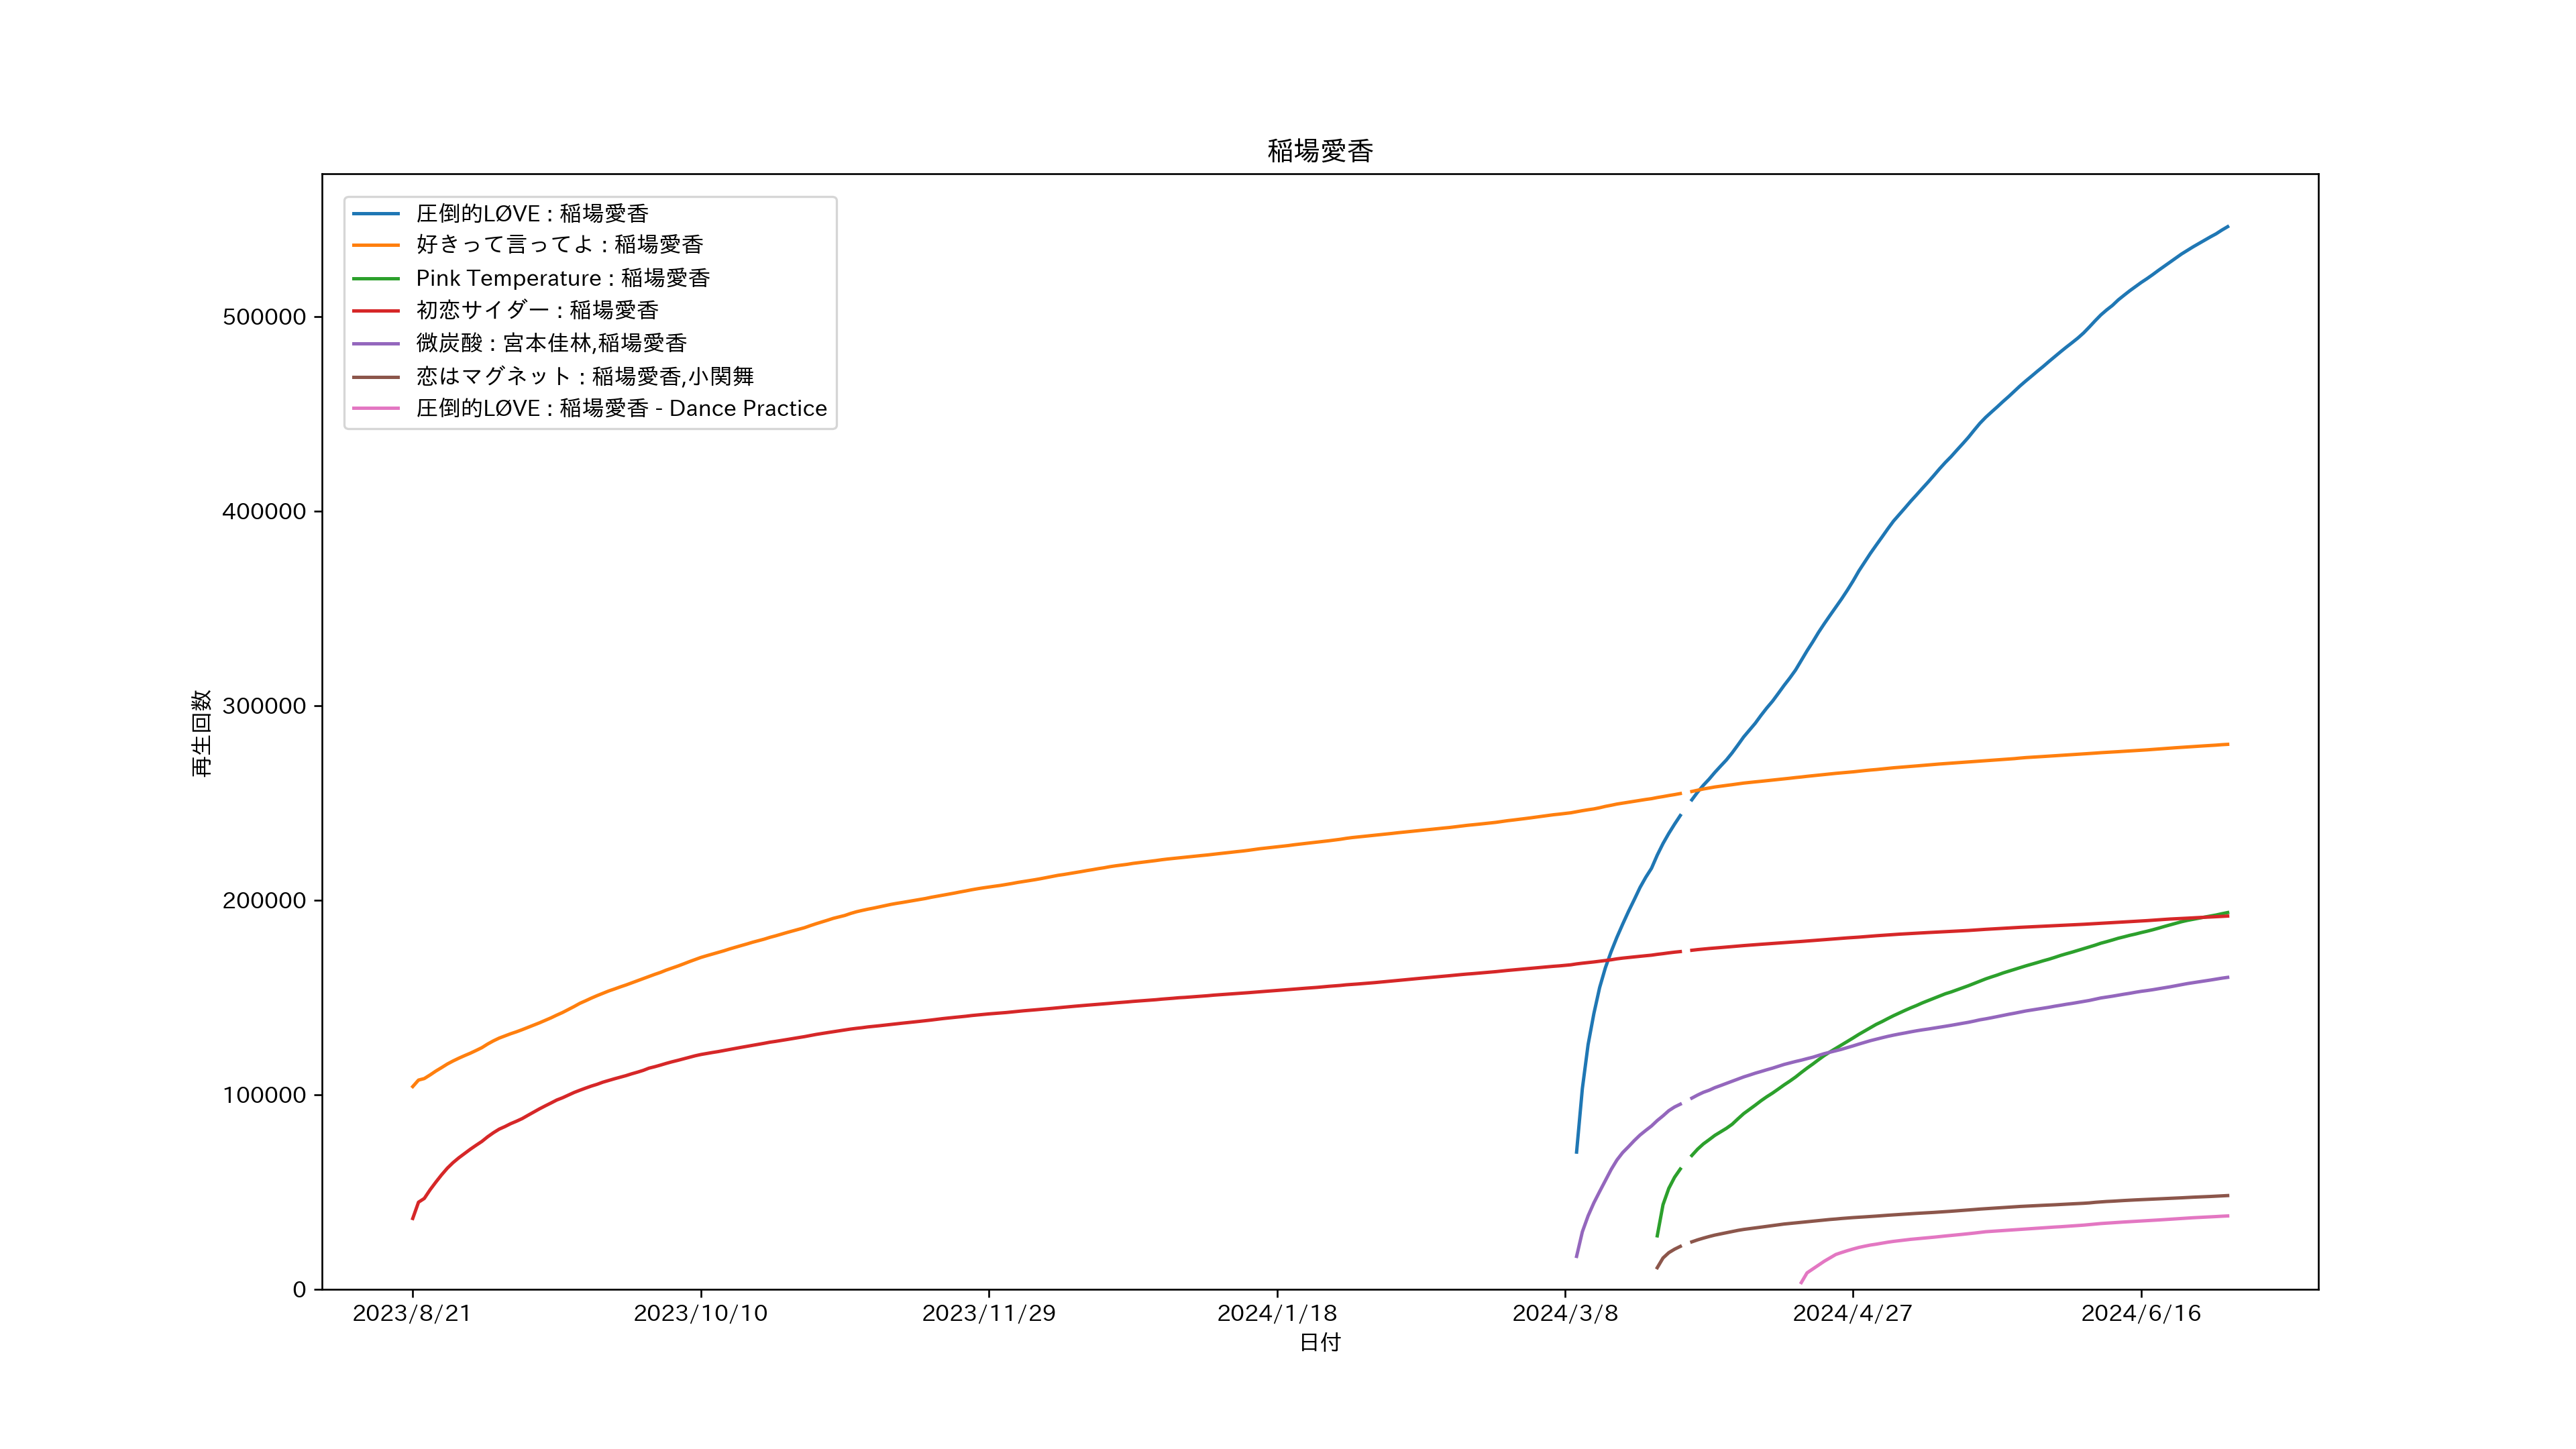 稲場愛香
圧倒的LØVE : 稲場愛香
好きって言ってよ : 稲場愛香
Pink Temperature : 稲場愛香
初恋サイダー : 稲場愛香
微炭酸 : 宮本佳林,稲場愛香
恋はマグネット : 稲場愛香,小関舞
圧倒的LØVE : 稲場愛香 - Dance Practice
500000
400000
300000
200000
100000
0
再生回数
2023/8/21
2023/10/10
2023/11/29
2024/1/18
2024/3/8
2024/4/27
2024/6/16
日付